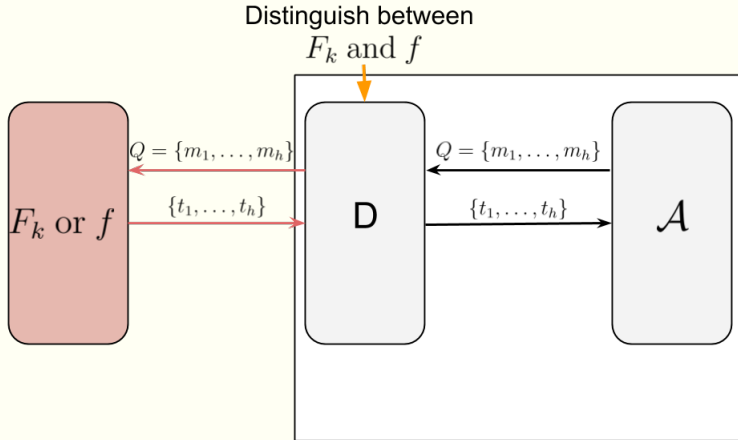 Distinguish between
F_k and f
Q = {m_1, . . . , m_h}
Q = {m_1, . . . , m_h}
{t_1, . . . , t_h}
{t_1, . . . , t_h}
F_k or f
D
𝒜